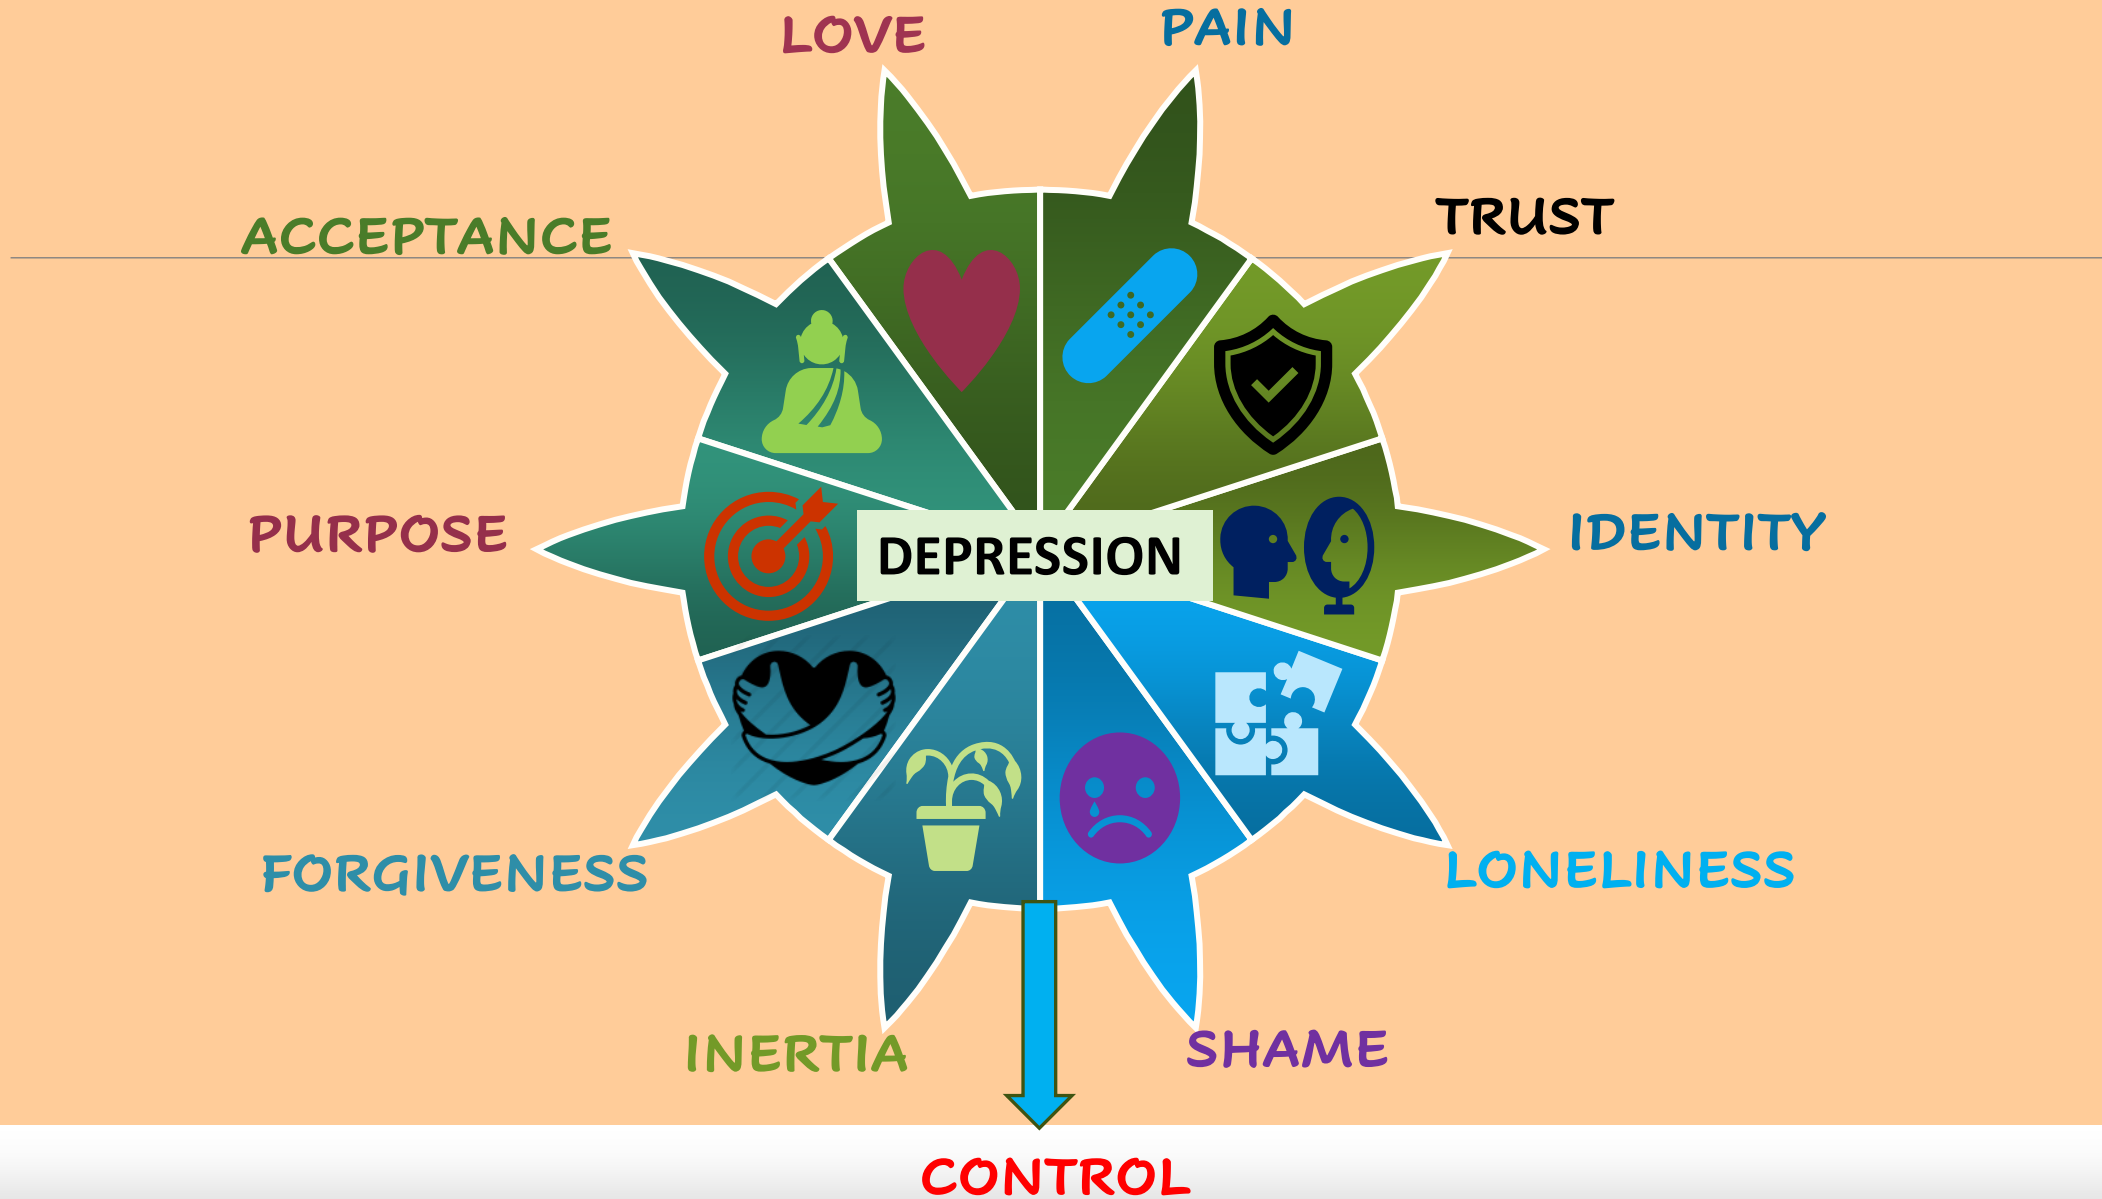 LOVE
PAIN
TRUST
ACCEPTANCE
PURPOSE
DEPRESSION
IDENTITY
FORGIVENESS
LONELINESS
INERTIA
SHAME
CONTROL